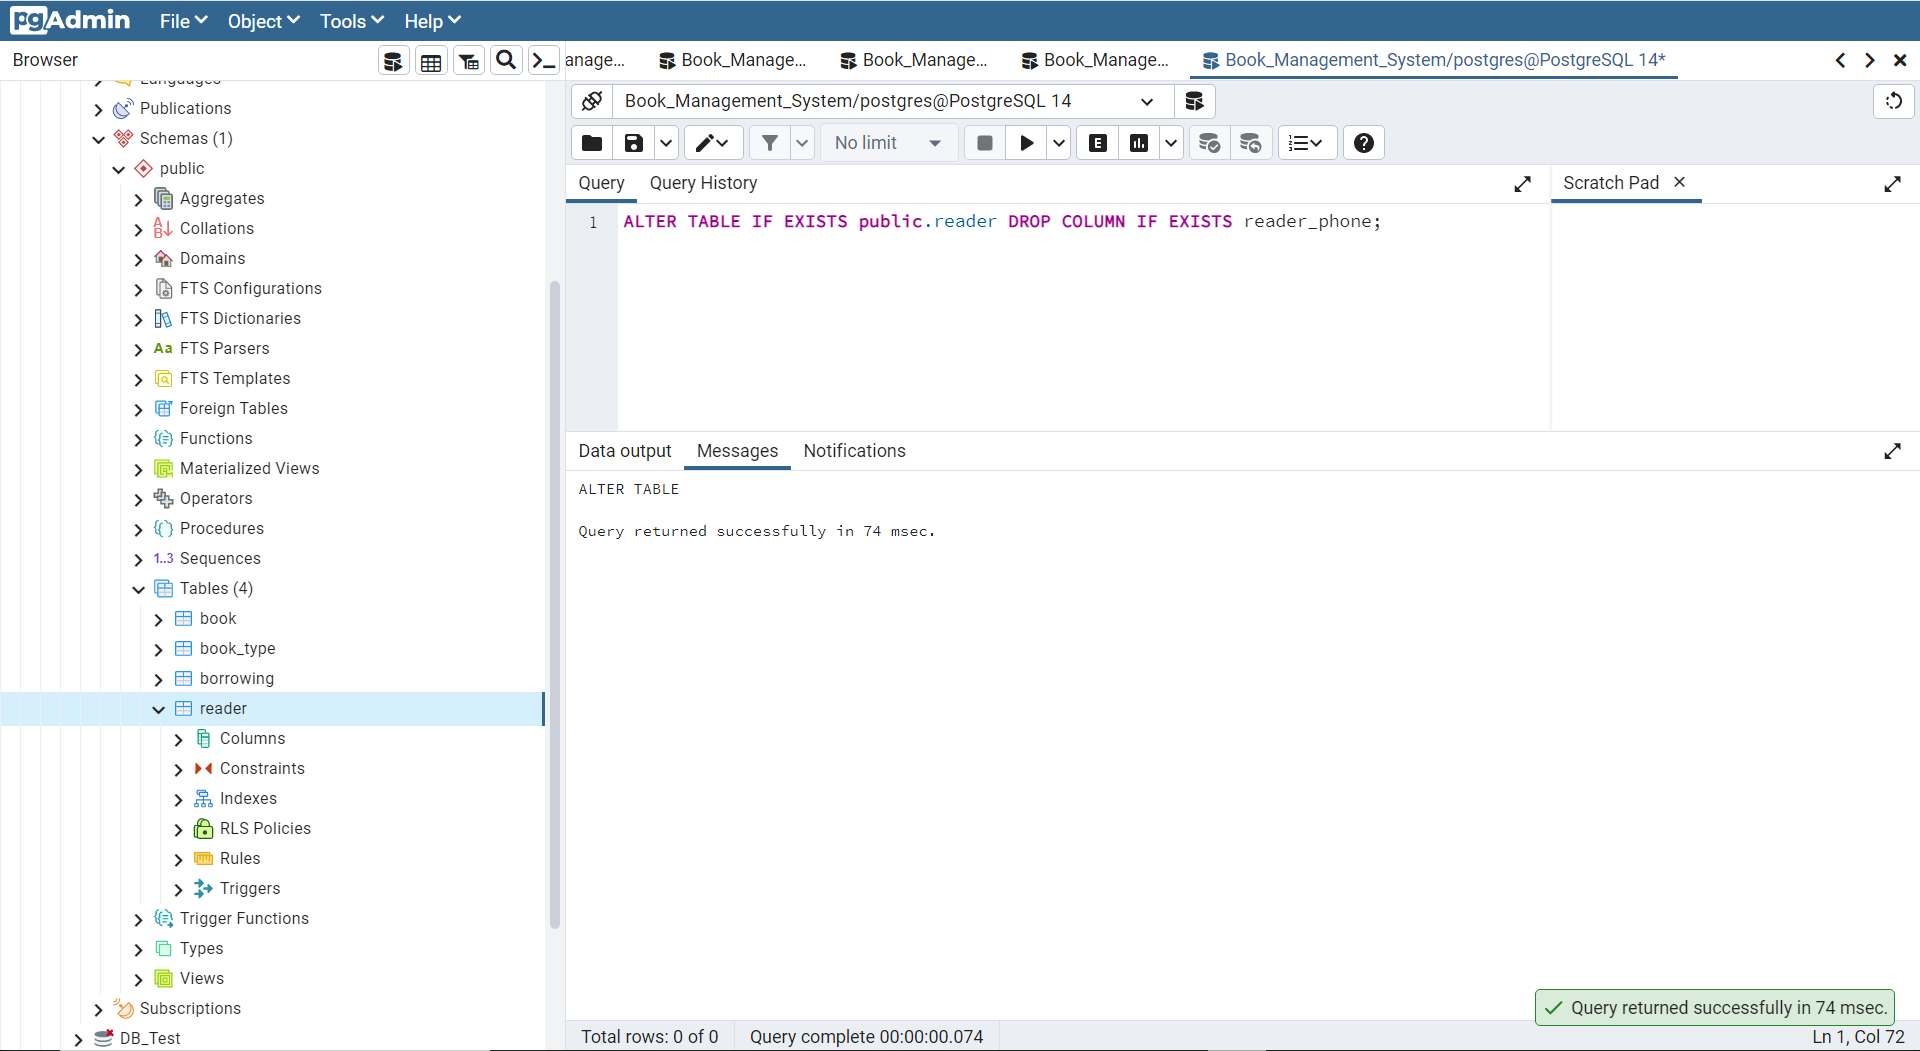 pgAdmin File Object Tools Help
Browser
anage... Book_Manage... Book_Manage... Book_Manage... Book_Management_System/postgres@PostgreSQL 14*
Languages
Publications
Schemas (1)
public
Aggregates
Collations
Domains
FTS Configurations
FTS Dictionaries
Aa FTS Parsers
FTS Templates
Foreign Tables
Functions
Materialized Views
Operators
Procedures
1..3 Sequences
Tables (4)
book
book_type
borrowing
reader
Columns
Constraints
Indexes
RLS Policies
Rules
Triggers
Trigger Functions
Types
Views
Subscriptions
DB_Test
Book_Management_System/postgres@PostgreSQL 14
No limit E
Query Query History
Scratch Pad
1 ALTER TABLE IF EXISTS public.reader DROP COLUMN IF EXISTS reader_phone;
Data output Messages Notifications
ALTER TABLE
Query returned successfully in 74 msec.
Query returned successfully in 74 msec.
Total rows: 0 of 0 Query complete 00:00:00.074 Ln 1, Col 72